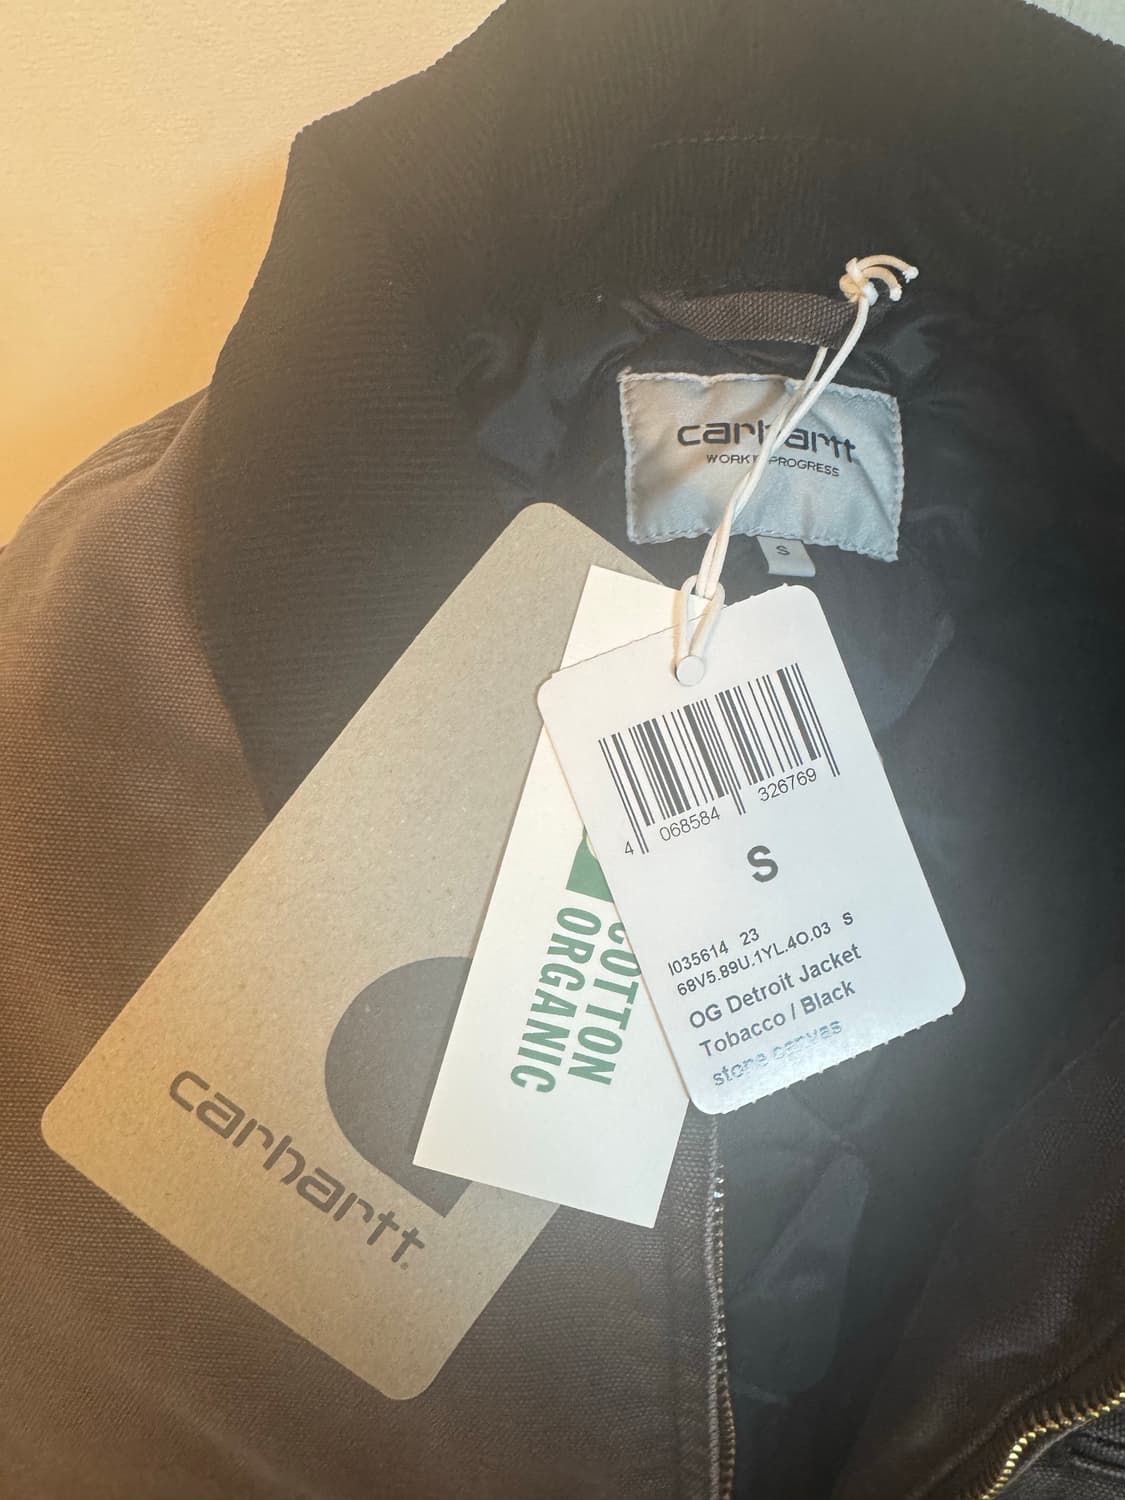 carhartt
WORK IN PROGRESS
S
4 068584 326769
S
I035614 23
68V5.89U.1YL.4O.03 S
OG Detroit Jacket
Tobacco / Black
stone canvas
COTTON
ORGANIC
carhartt®